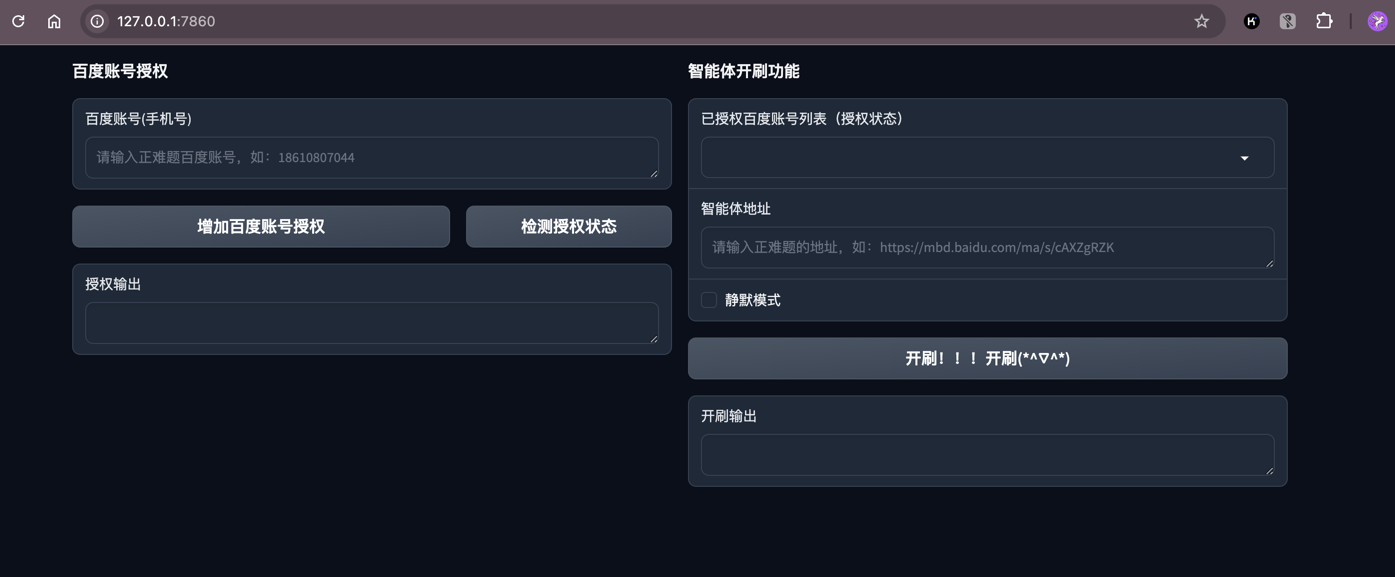 127.0.0.1:7860
百度账号授权
百度账号(手机号)
请输入正难题百度账号，如：18610807044
增加百度账号授权
检测授权状态
授权输出
智能体开刷功能
已授权百度账号列表（授权状态）
智能体地址
请输入正难题的地址，如：https://mbd.baidu.com/ma/s/cAXZgRZK
静默模式
开刷！！！开刷(*^∇^*)
开刷输出